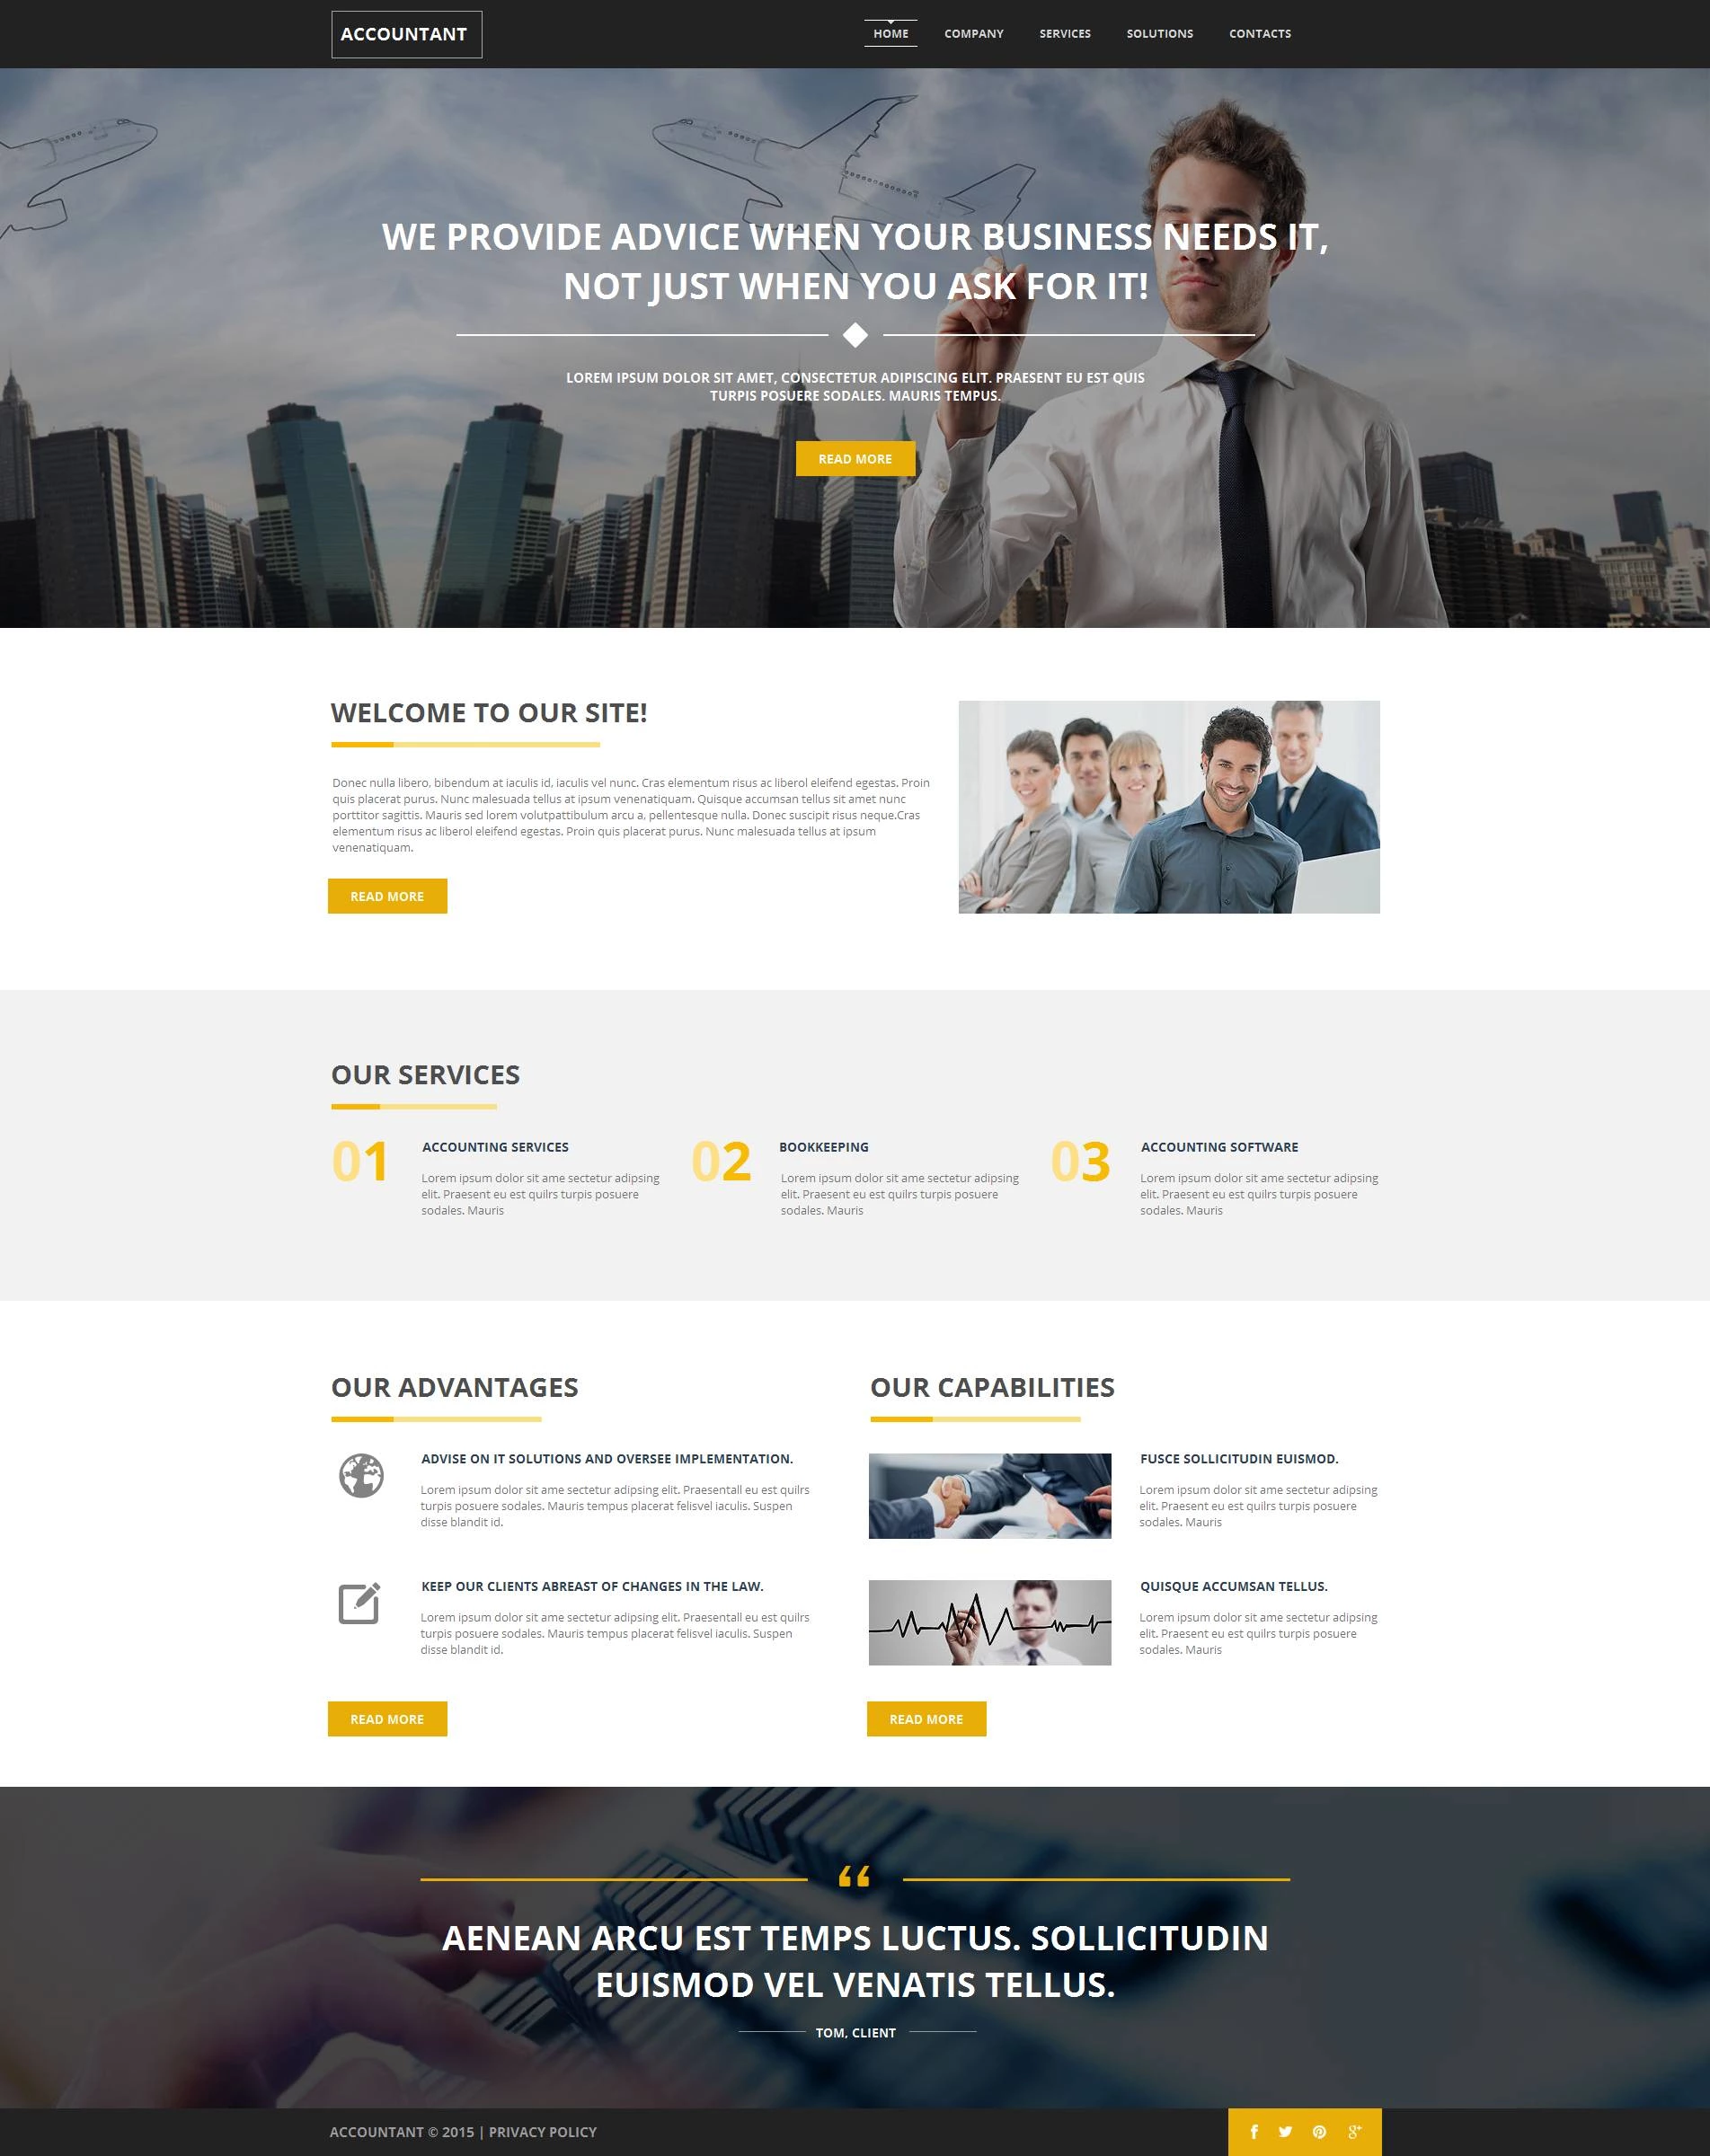 ACCOUNTANT
HOME
COMPANY
SERVICES
SOLUTIONS
CONTACTS
WE PROVIDE ADVICE WHEN YOUR BUSINESS NEEDS IT,
NOT JUST WHEN YOU ASK FOR IT!
LOREM IPSUM DOLOR SIT AMET, CONSECTETUR ADIPISCING ELIT. PRAESENT EU EST QUIS
TURPIS POSUERE SODALES. MAURIS TEMPUS.
READ MORE
WELCOME TO OUR SITE!
Donec nulla libero, bibendum at iaculis id, iaculis vel nunc. Cras elementum risus ac liberol eleifend egestas. Proin
quis placerat purus. Nunc malesuada tellus at ipsum venenatiquam. Quisque accumsan tellus sit amet nunc
porttitor sagittis. Mauris sed lorem volutpattibulum arcu a, pellentesque nulla. Donec suscipit risus neque.Cras
elementum risus ac liberol eleifend egestas. Proin quis placerat purus. Nunc malesuada tellus at ipsum
venenatiquam.
READ MORE
OUR SERVICES
01
ACCOUNTING SERVICES
Lorem ipsum dolor sit ame sectetur adipsing
elit. Praesent eu est quilrs turpis posuere
sodales. Mauris
02
BOOKKEEPING
Lorem ipsum dolor sit ame sectetur adipsing
elit. Praesent eu est quilrs turpis posuere
sodales. Mauris
03
ACCOUNTING SOFTWARE
Lorem ipsum dolor sit ame sectetur adipsing
elit. Praesent eu est quilrs turpis posuere
sodales. Mauris
OUR ADVANTAGES
ADVISE ON IT SOLUTIONS AND OVERSEE IMPLEMENTATION.
Lorem ipsum dolor sit ame sectetur adipsing elit. Praesentall eu est quilrs
turpis posuere sodales. Mauris tempus placerat felisvel iaculis. Suspen
disse blandit id.
KEEP OUR CLIENTS ABREAST OF CHANGES IN THE LAW.
Lorem ipsum dolor sit ame sectetur adipsing elit. Praesentall eu est quilrs
turpis posuere sodales. Mauris tempus placerat felisvel iaculis. Suspen
disse blandit id.
READ MORE
OUR CAPABILITIES
FUSCE SOLLICITUDIN EUISMOD.
Lorem ipsum dolor sit ame sectetur adipsing
elit. Praesent eu est quilrs turpis posuere
sodales. Mauris
QUISQUE ACCUMSAN TELLUS.
Lorem ipsum dolor sit ame sectetur adipsing
elit. Praesent eu est quilrs turpis posuere
sodales. Mauris
READ MORE
“
AENEAN ARCU EST TEMPS LUCTUS. SOLLICITUDIN
EUISMOD VEL VENATIS TELLUS.
TOM, CLIENT
ACCOUNTANT © 2015 | PRIVACY POLICY